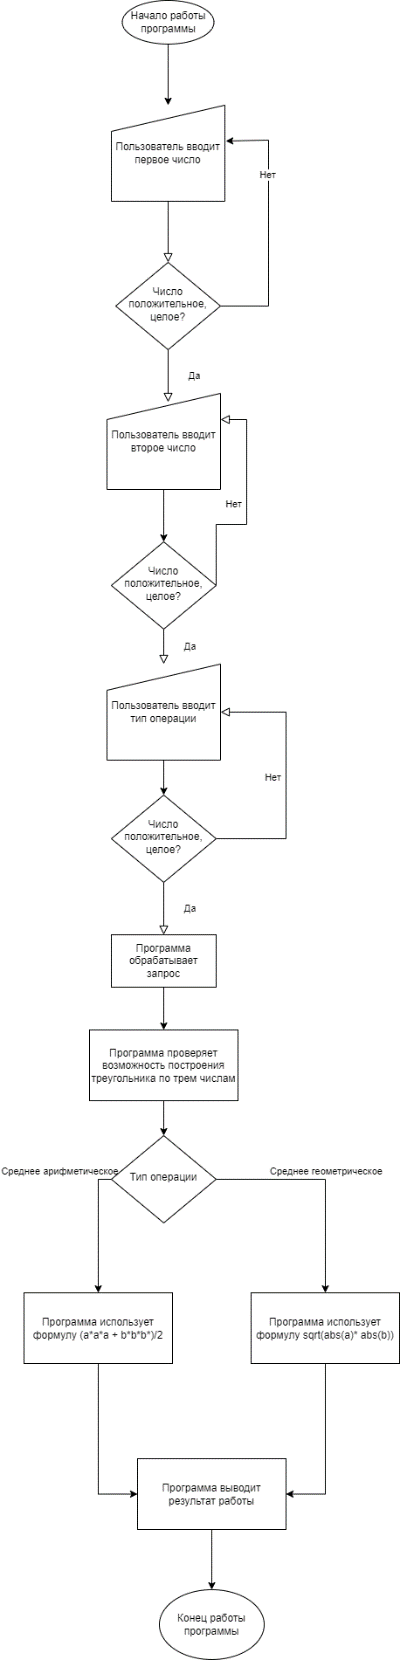 Начало работы
программы
Пользователь вводит
первое число
Нет
Число
положительное,
целое?
Да
Пользователь вводит
второе число
Нет
Число
положительное,
целое?
Да
Пользователь вводит
тип операции
Нет
Число
положительное,
целое?
Да
Программа
обрабатывает
запрос
Программа проверяет
возможность построения
треугольника по трем числам
Среднее арифметическое
Тип операции
Среднее геометрическое
Программа использует
формулу (a*a*a + b*b*b*)/2
Программа использует
формулу sqrt(abs(a)* abs(b))
Программа выводит
результат работы
Конец работы
программы